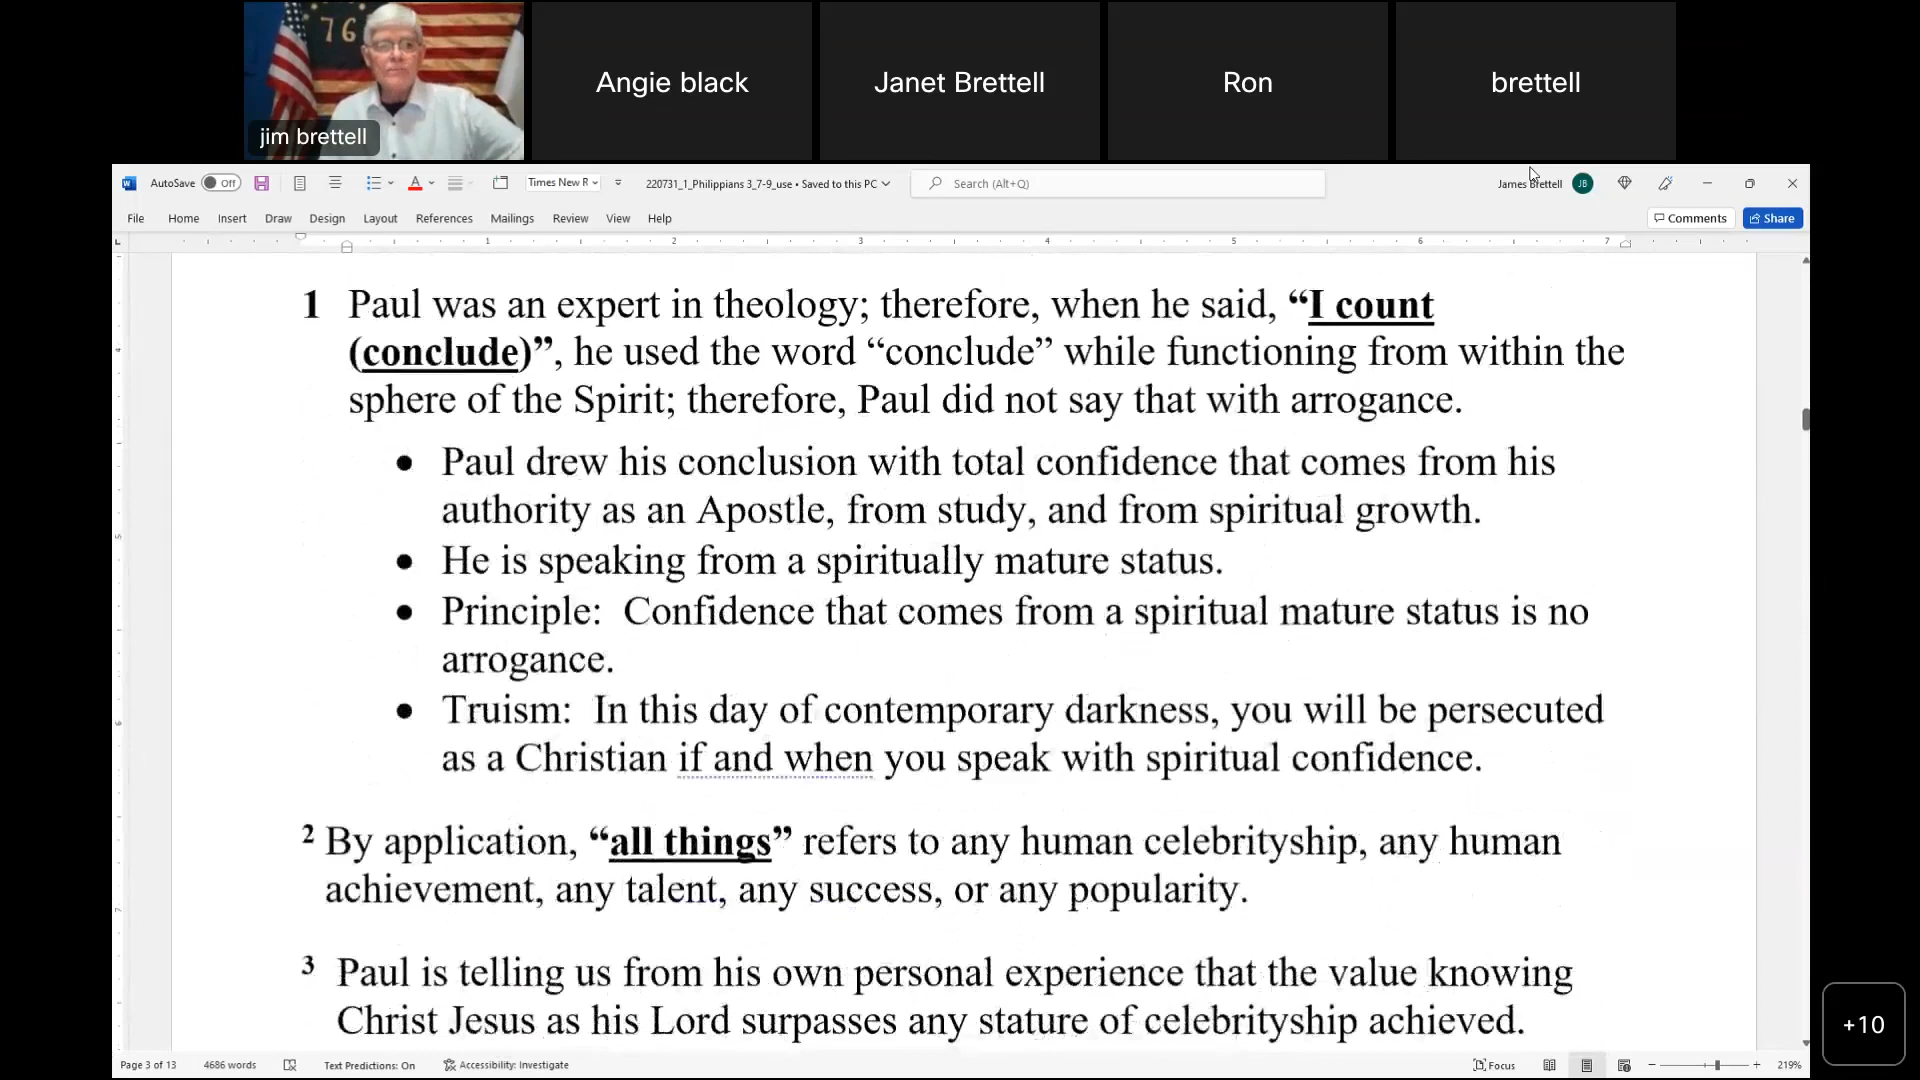 76
jim brettell
Angie black
Janet Brettell
Ron
brettell
AutoSave Off
Times New R
220731_1_Philippians 3_7-9_use • Saved to this PC
Search (Alt+Q)
James Brettell
JB
File Home Insert Draw Design Layout References Mailings Review View Help
Comments
Share
1 2 3 4 5 6 7
1 Paul was an expert in theology; therefore, when he said, “I count
(conclude)”, he used the word “conclude” while functioning from within the
sphere of the Spirit; therefore, Paul did not say that with arrogance.
● Paul drew his conclusion with total confidence that comes from his
authority as an Apostle, from study, and from spiritual growth.
● He is speaking from a spiritually mature status.
● Principle: Confidence that comes from a spiritual mature status is no
arrogance.
● Truism: In this day of contemporary darkness, you will be persecuted
as a Christian if and when you speak with spiritual confidence.
2 By application, “all things” refers to any human celebrityship, any human
achievement, any talent, any success, or any popularity.
3 Paul is telling us from his own personal experience that the value knowing
Christ Jesus as his Lord surpasses any stature of celebrityship achieved.
+10
Page 3 of 13 4686 words Text Predictions: On Accessibility: Investigate
Focus
219%